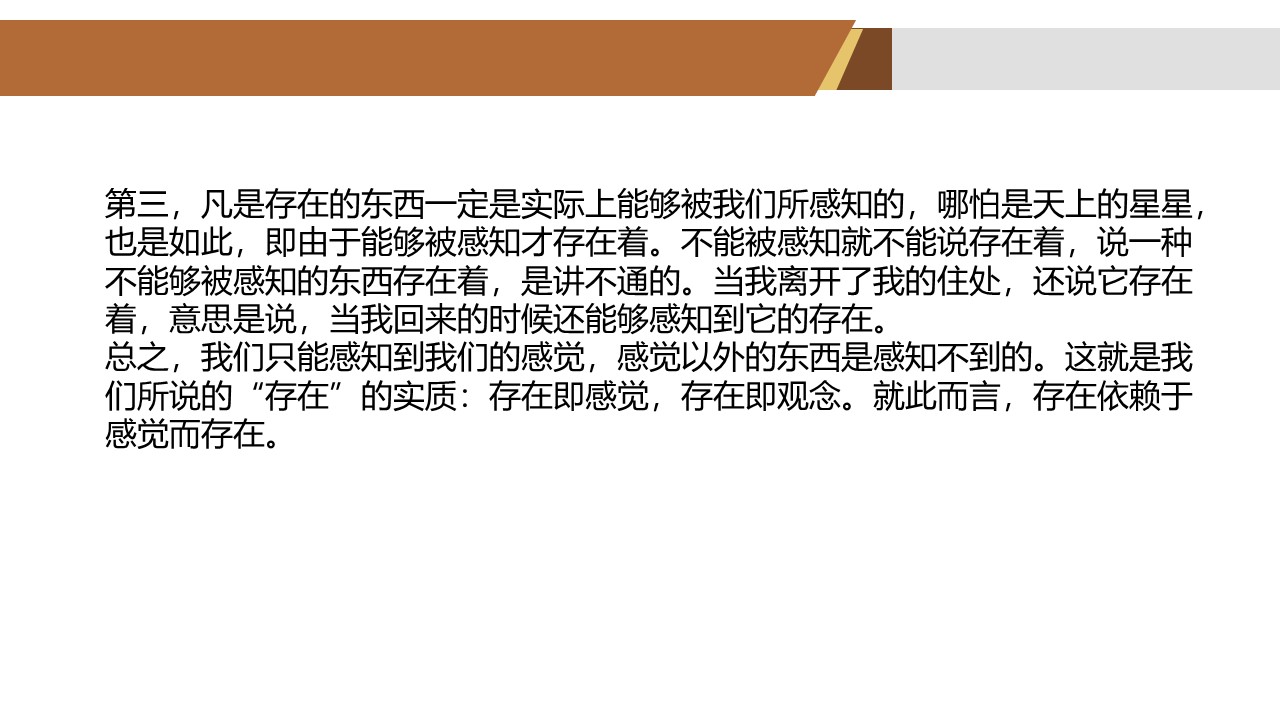 第三，凡是存在的东西一定是实际上能够被我们所感知的，哪怕是天上的星星，
也是如此，即由于能够被感知才存在着。不能被感知就不能说存在着，说一种
不能够被感知的东西存在着，是讲不通的。当我离开了我的住处，还说它存在
着，意思是说，当我回来的时候还能够感知到它的存在。
总之，我们只能感知到我们的感觉，感觉以外的东西是感知不到的。这就是我
们所说的“存在”的实质：存在即感觉，存在即观念。就此而言，存在依赖于
感觉而存在。